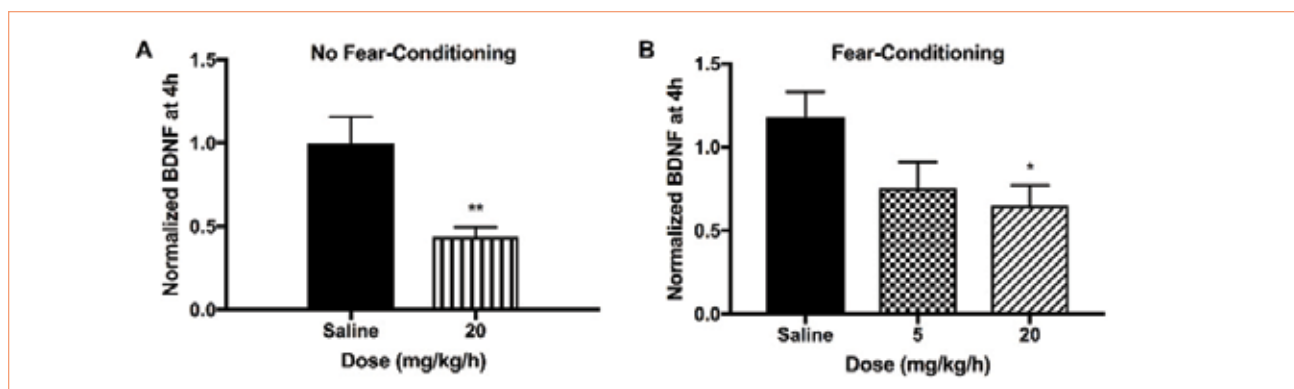 A
No Fear-Conditioning
Normalized BDNF at 4h
1.5
1.0
0.5
0.0
**
Saline
20
Dose (mg/kg/h)
B
Fear-Conditioning
Normalized BDNF at 4h
1.5
1.0
0.5
0.0
*
Saline
5
20
Dose (mg/kg/h)